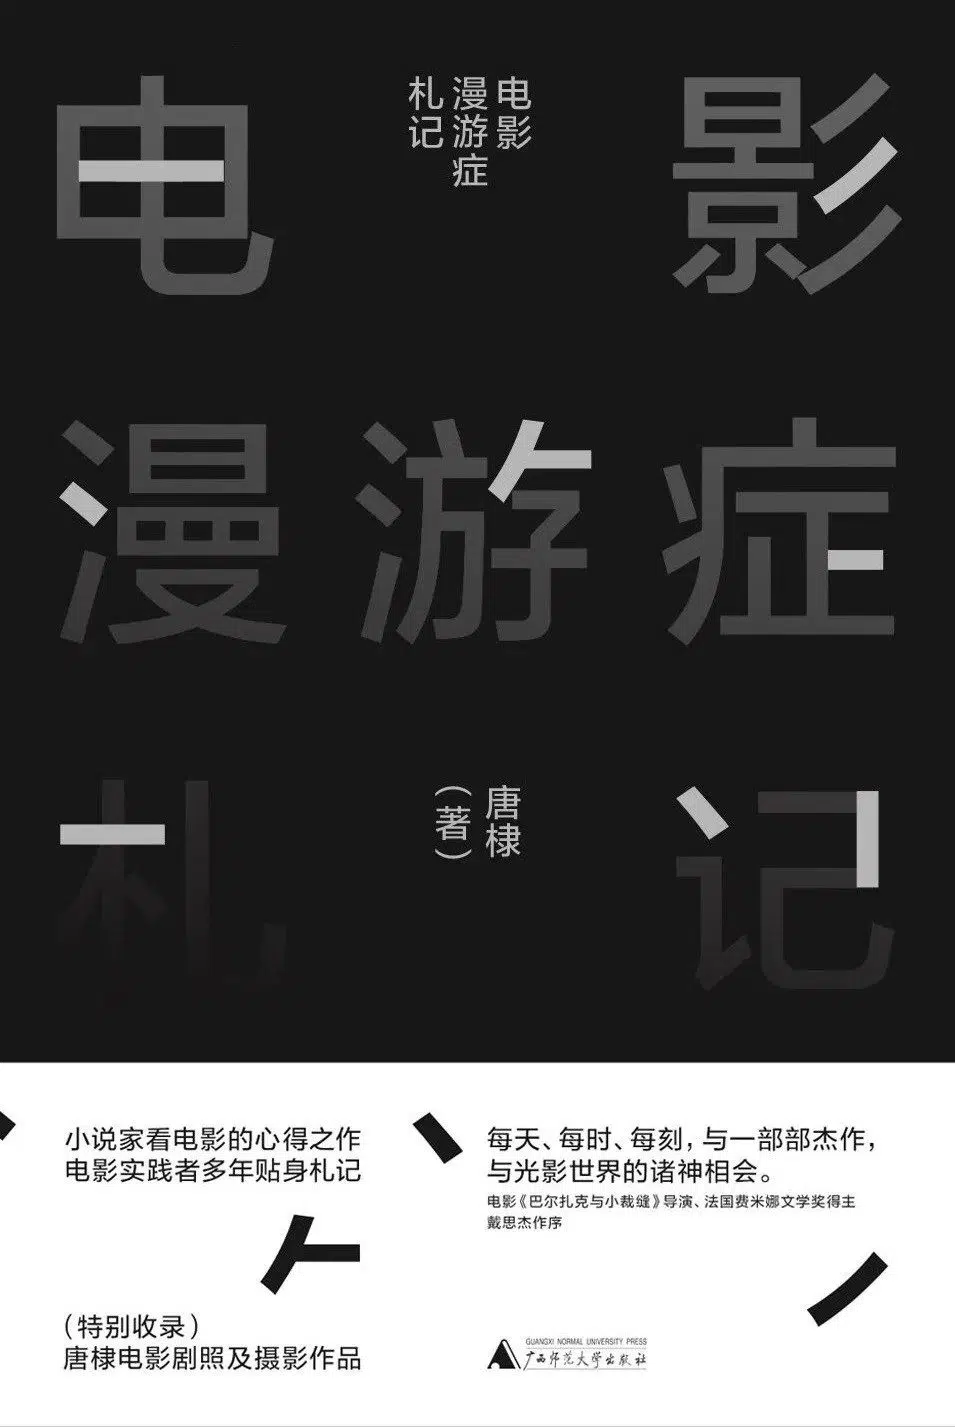 电影
漫游症
札记
电影
漫游症
札记
唐棣
（著）
小说家看电影的心得之作
电影实践者多年贴身札记
每天、每时、每刻，与一部部杰作，
与光影世界的诸神相会。
电影《巴尔扎克与小裁缝》导演、法国费米娜文学奖得主
戴思杰作序
（特别收录）
唐棣电影剧照及摄影作品
GUANGXI NORMAL UNIVERSITY PRESS
广西师范大学出版社